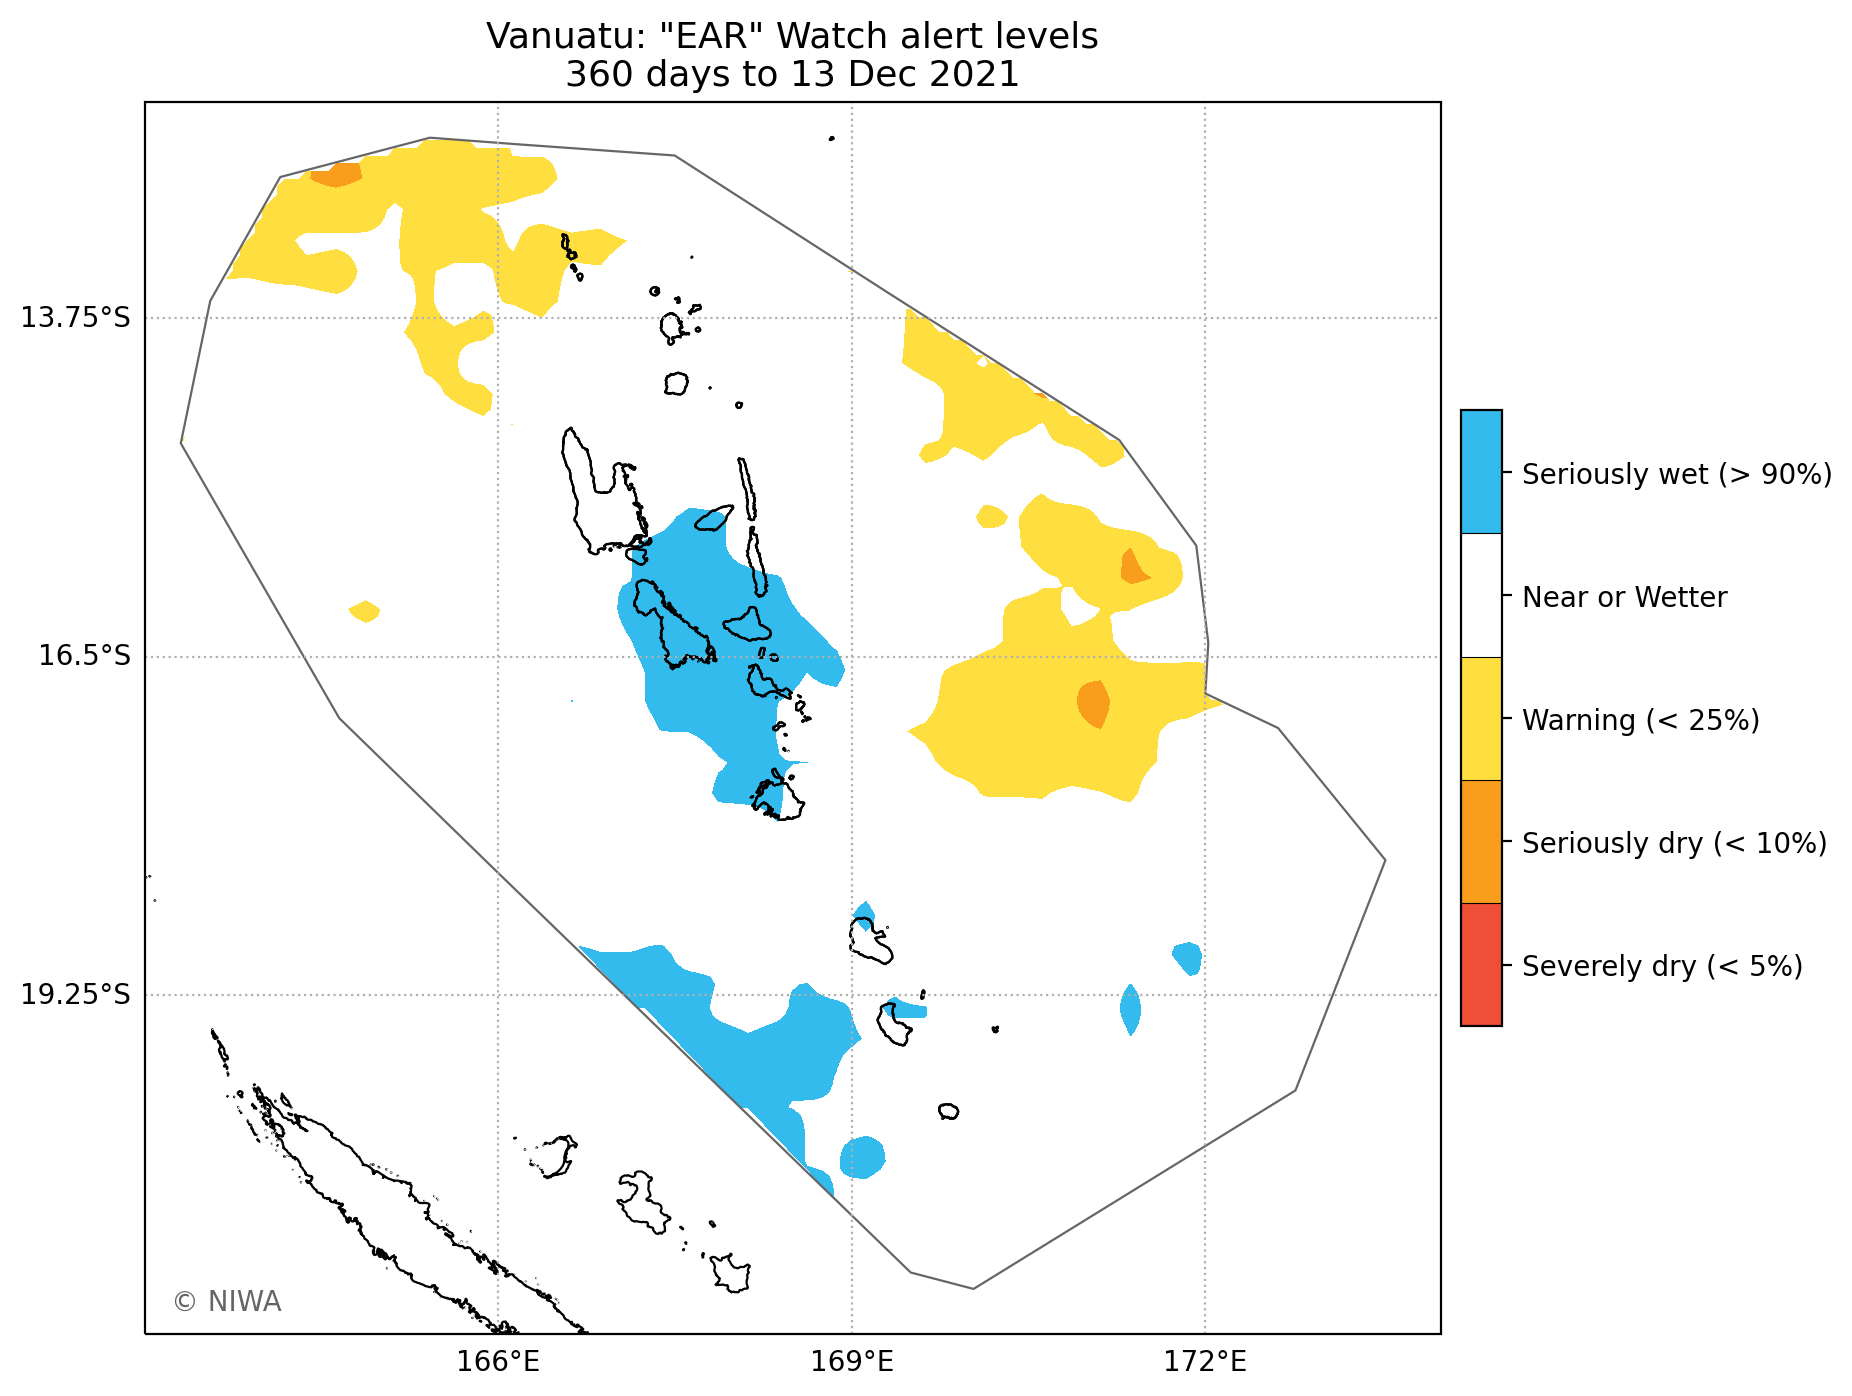 Vanuatu: "EAR" Watch alert levels
360 days to 13 Dec 2021
13.75°S
16.5°S
19.25°S
166°E
169°E
172°E
Seriously wet (> 90%)
Near or Wetter
Warning (< 25%)
Seriously dry (< 10%)
Severely dry (< 5%)
© NIWA